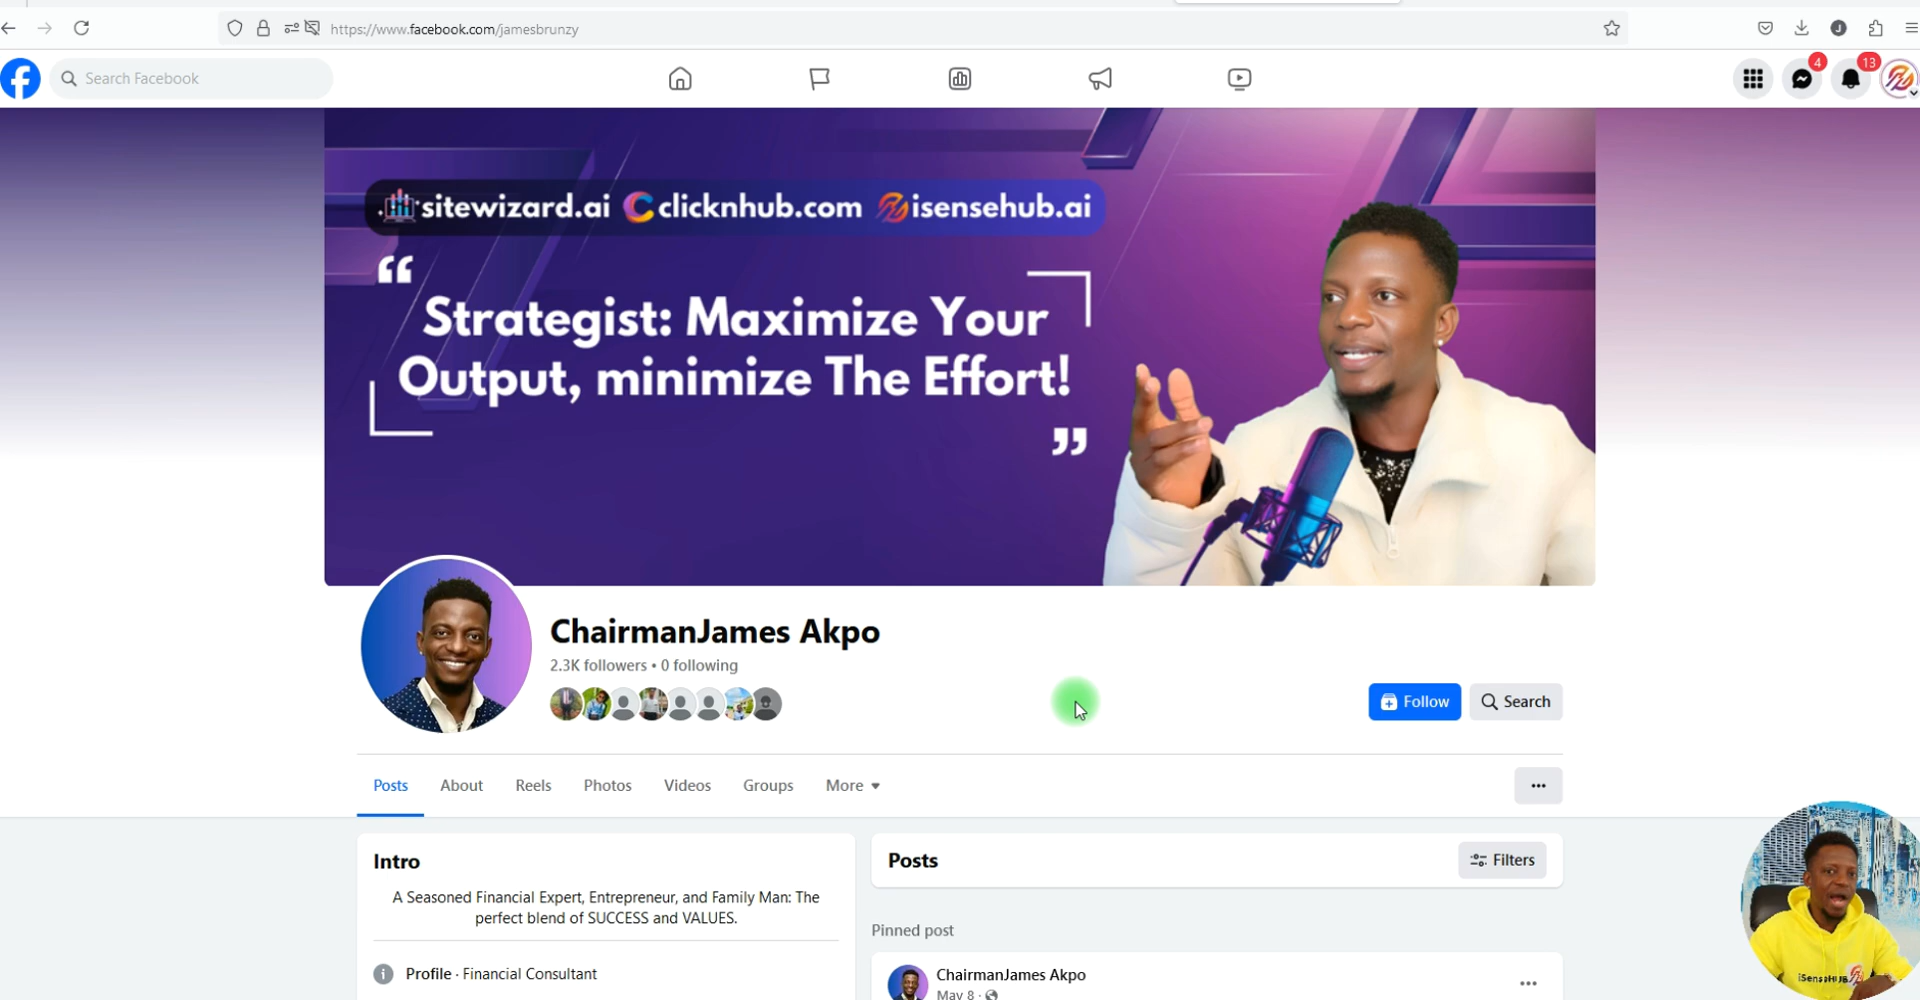 https://www.facebook.com/jamesbrunzy
Search Facebook
4
13
J
sitewizard.ai clicknhub.com isensehub.ai
“
Strategist: Maximize Your
Output, minimize The Effort!
”
ChairmanJames Akpo
2.3K followers • 0 following
Follow
Search
Posts
About
Reels
Photos
Videos
Groups
More
Intro
A Seasoned Financial Expert, Entrepreneur, and Family Man: The
perfect blend of SUCCESS and VALUES.
Profile · Financial Consultant
Posts
Filters
Pinned post
ChairmanJames Akpo
May 8 ·
iSenseHUB